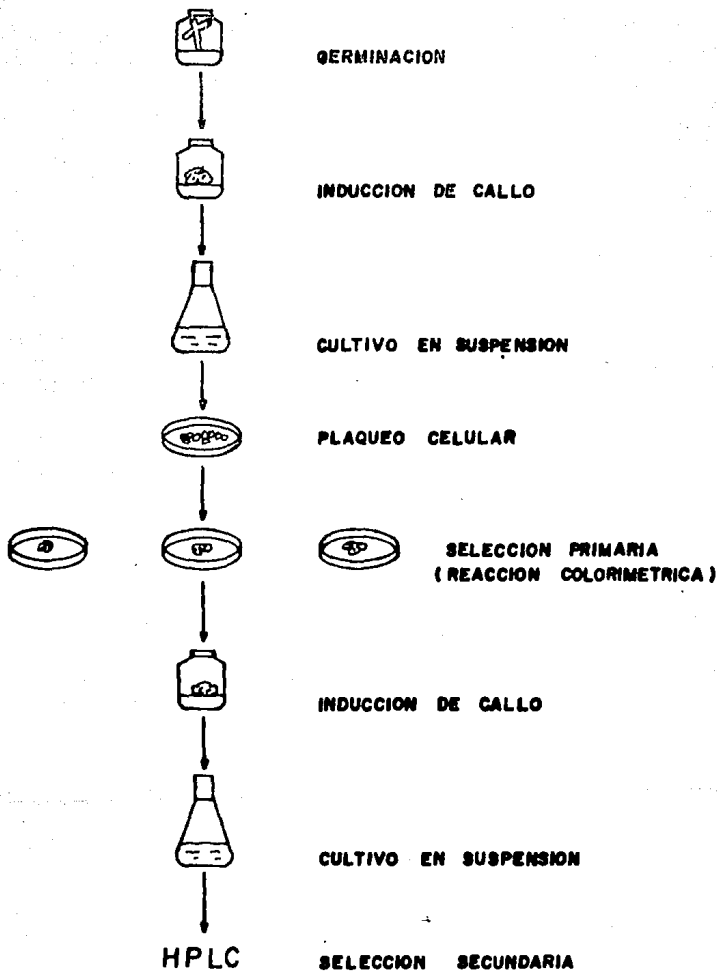 GERMINACION
INDUCCION DE CALLO
CULTIVO EN SUSPENSION
PLAQUEO CELULAR
SELECCION PRIMARIA
(REACCION COLORIMETRICA)
INDUCCION DE CALLO
CULTIVO EN SUSPENSION
HPLC SELECCION SECUNDARIA